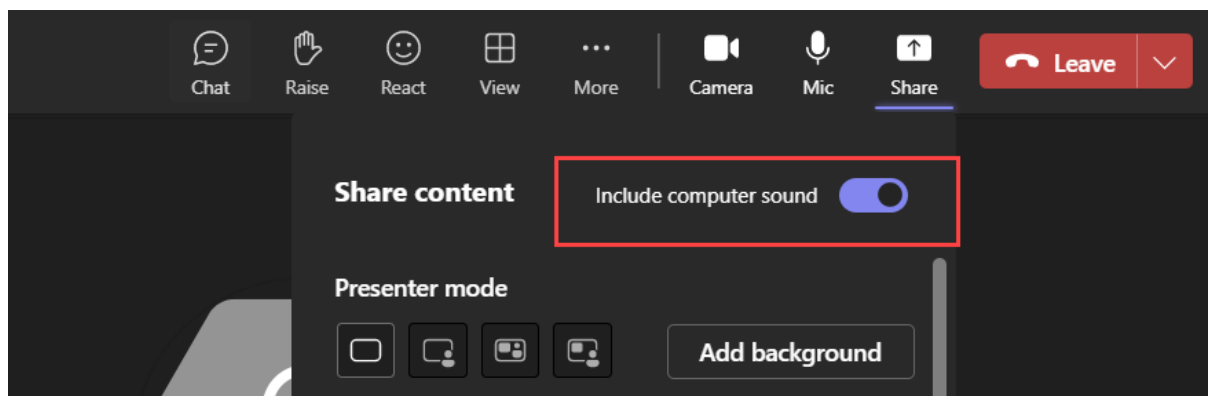 Chat Raise React View More Camera Mic Share Leave
Share content Include computer sound
Presenter mode
Add background